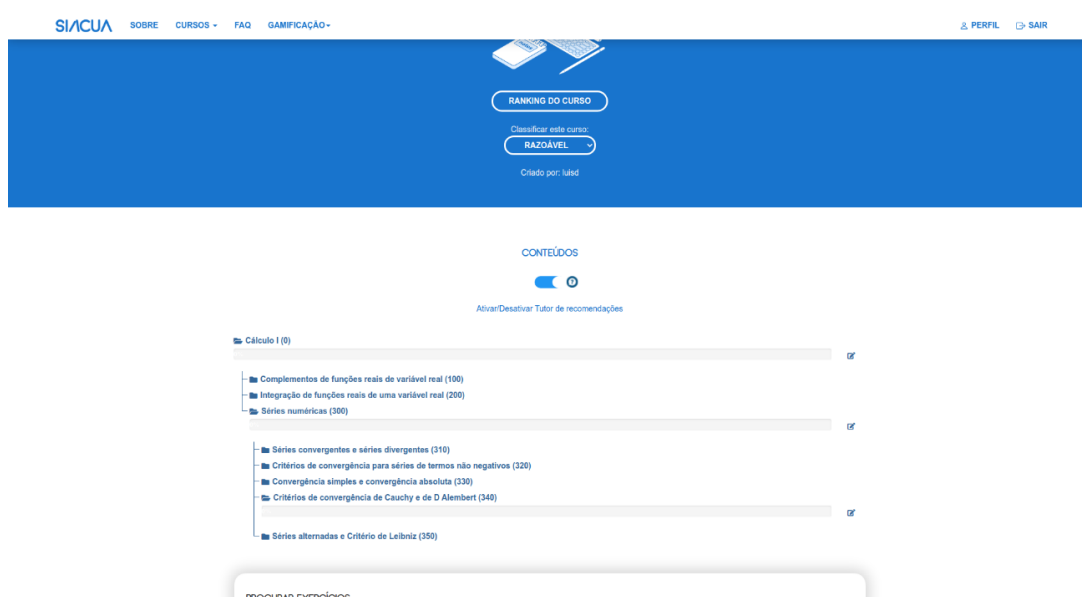 SIACUA SOBRE CURSOS FAQ GAMIFICAÇÃO PERFIL SAIR
RANKING DO CURSO
Classificar este curso:
RAZOÁVEL
Criado por: luisd
CONTEÚDOS
Ativar/Desativar Tutor de recomendações
Cálculo I (0)
Complementos de funções reais de variável real (100)
Integração de funções reais de uma variável real (200)
Séries numéricas (300)
Séries convergentes e séries divergentes (310)
Critérios de convergência para séries de termos não negativos (320)
Convergência simples e convergência absoluta (330)
Critérios de convergência de Cauchy e de D Alembert (340)
Séries alternadas e Critério de Leibniz (350)
PROCURAR EXERCÍCIOS